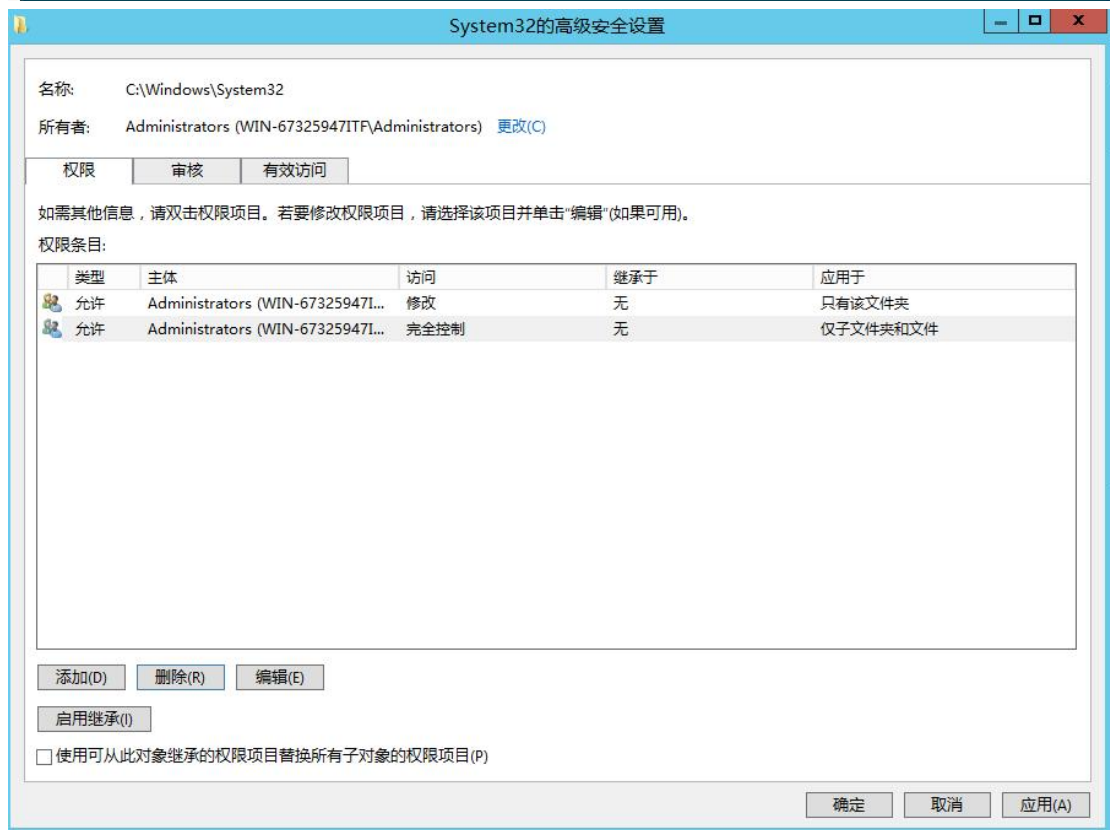 System32的高级安全设置
名称: C:\Windows\System32
所有者: Administrators (WIN-67325947ITF\Administrators) 更改(C)
权限 审核 有效访问
如需其他信息，请双击权限项目。若要修改权限项目，请选择该项目并单击"编辑"(如果可用)。
权限条目:
类型 主体 访问 继承于 应用于
允许 Administrators (WIN-67325947I... 修改 无 只有该文件夹
允许 Administrators (WIN-67325947I... 完全控制 无 仅子文件夹和文件
添加(D) 删除(R) 编辑(E)
启用继承(I)
使用可从此对象继承的权限项目替换所有子对象的权限项目(P)
确定 取消 应用(A)